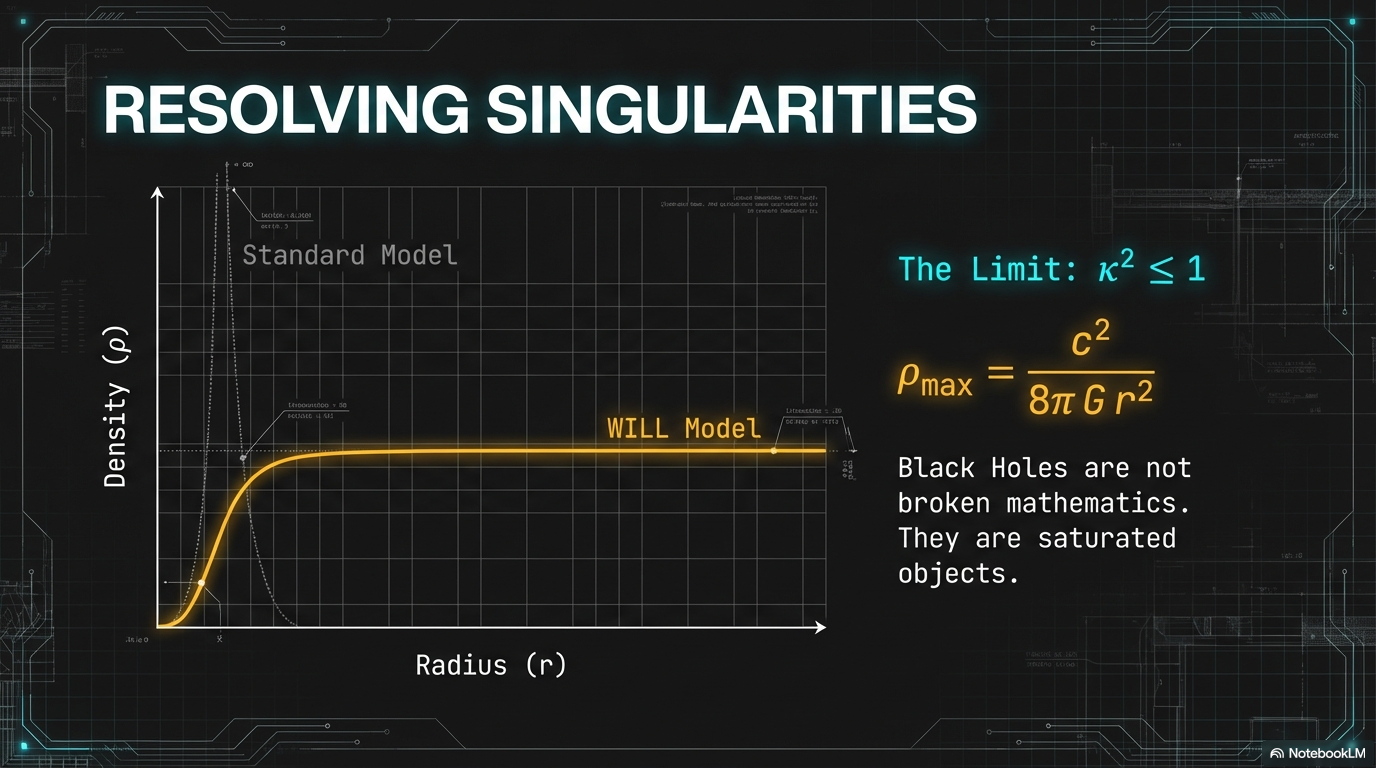 RESOLVING SINGULARITIES
Standard Model
WILL Model
Density (ρ)
Radius (r)
The Limit: κ² ≤ 1
ρmax = c² / 8π G r²
Black Holes are not
broken mathematics.
They are saturated
objects.
NotebookLM